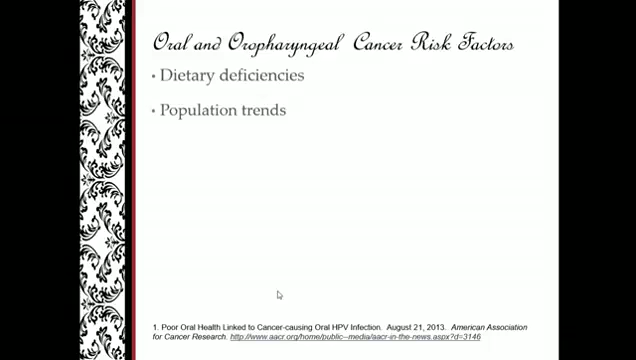 Oral and Oropharyngeal Cancer Risk Factors
• Dietary deficiencies
• Population trends
1. Poor Oral Health Linked to Cancer-causing Oral HPV Infection. August 21, 2013. American Association
for Cancer Research. http://www.aacr.org/home/public--media/aacr-in-the-news.aspx?d=3146